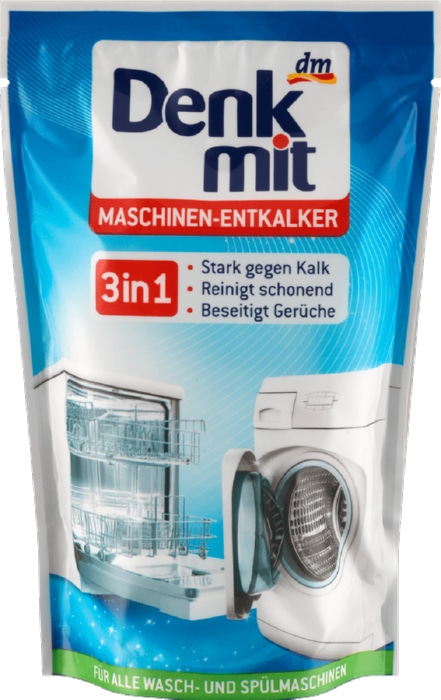 dm
Denk
mit
MASCHINEN-ENTKALKER
3in1
• Stark gegen Kalk
• Reinigt schonend
• Beseitigt Gerüche
FÜR ALLE WASCH- UND SPÜLMASCHINEN